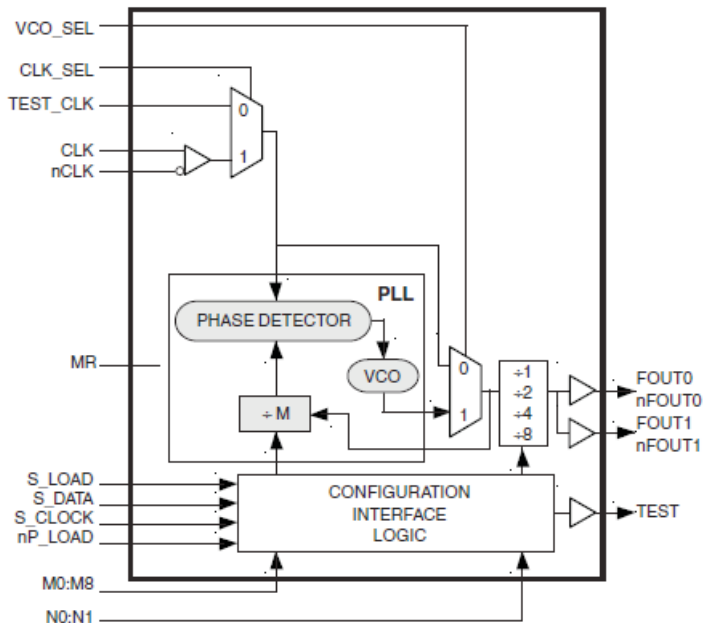 VCO_SEL
CLK_SEL
TEST_CLK
0
CLK
1
nCLK
PLL
PHASE DETECTOR
MR
VCO
0
1
÷1
÷2
÷4
÷8
FOUT0
nFOUT0
FOUT1
nFOUT1
÷ M
S_LOAD
S_DATA
S_CLOCK
nP_LOAD
CONFIGURATION
INTERFACE
LOGIC
TEST
M0:M8
N0:N1